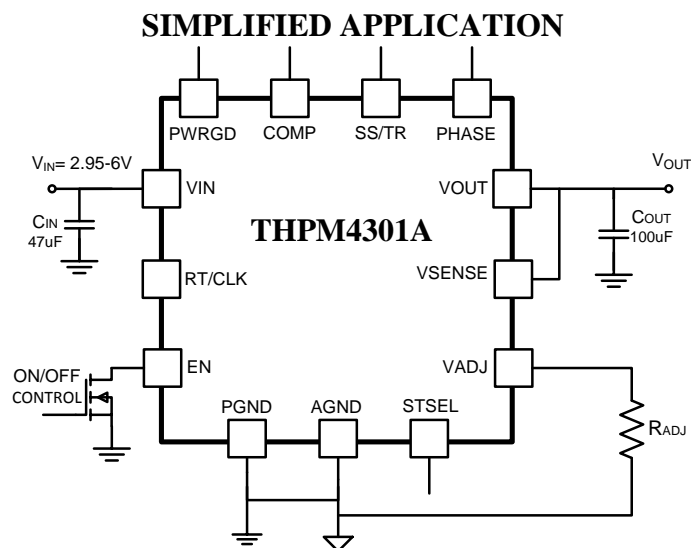 SIMPLIFIED APPLICATION
PWRGD COMP SS/TR PHASE
VIN= 2.95-6V
VIN
VOUT
VOUT
CIN
47uF
THPM4301A
COUT
100uF
RT/CLK
VSENSE
EN
VADJ
ON/OFF
CONTROL
PGND AGND STSEL
RADJ